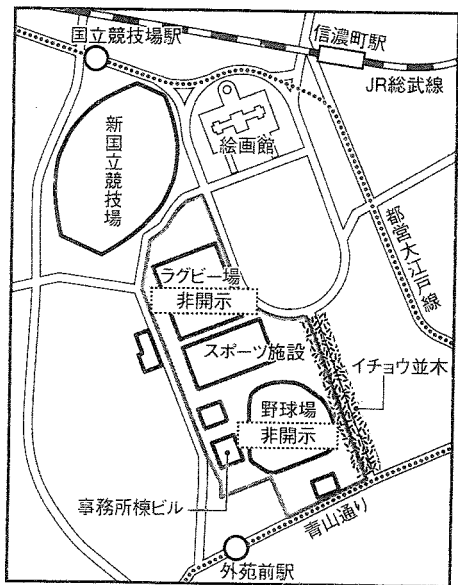 国立競技場駅
信濃町駅
JR総武線
絵画館
新国立競技場
都営大江戸線
ラグビー場
非開示
スポーツ施設
イチョウ並木
野球場
非開示
事務所棟ビル
青山通り
外苑前駅